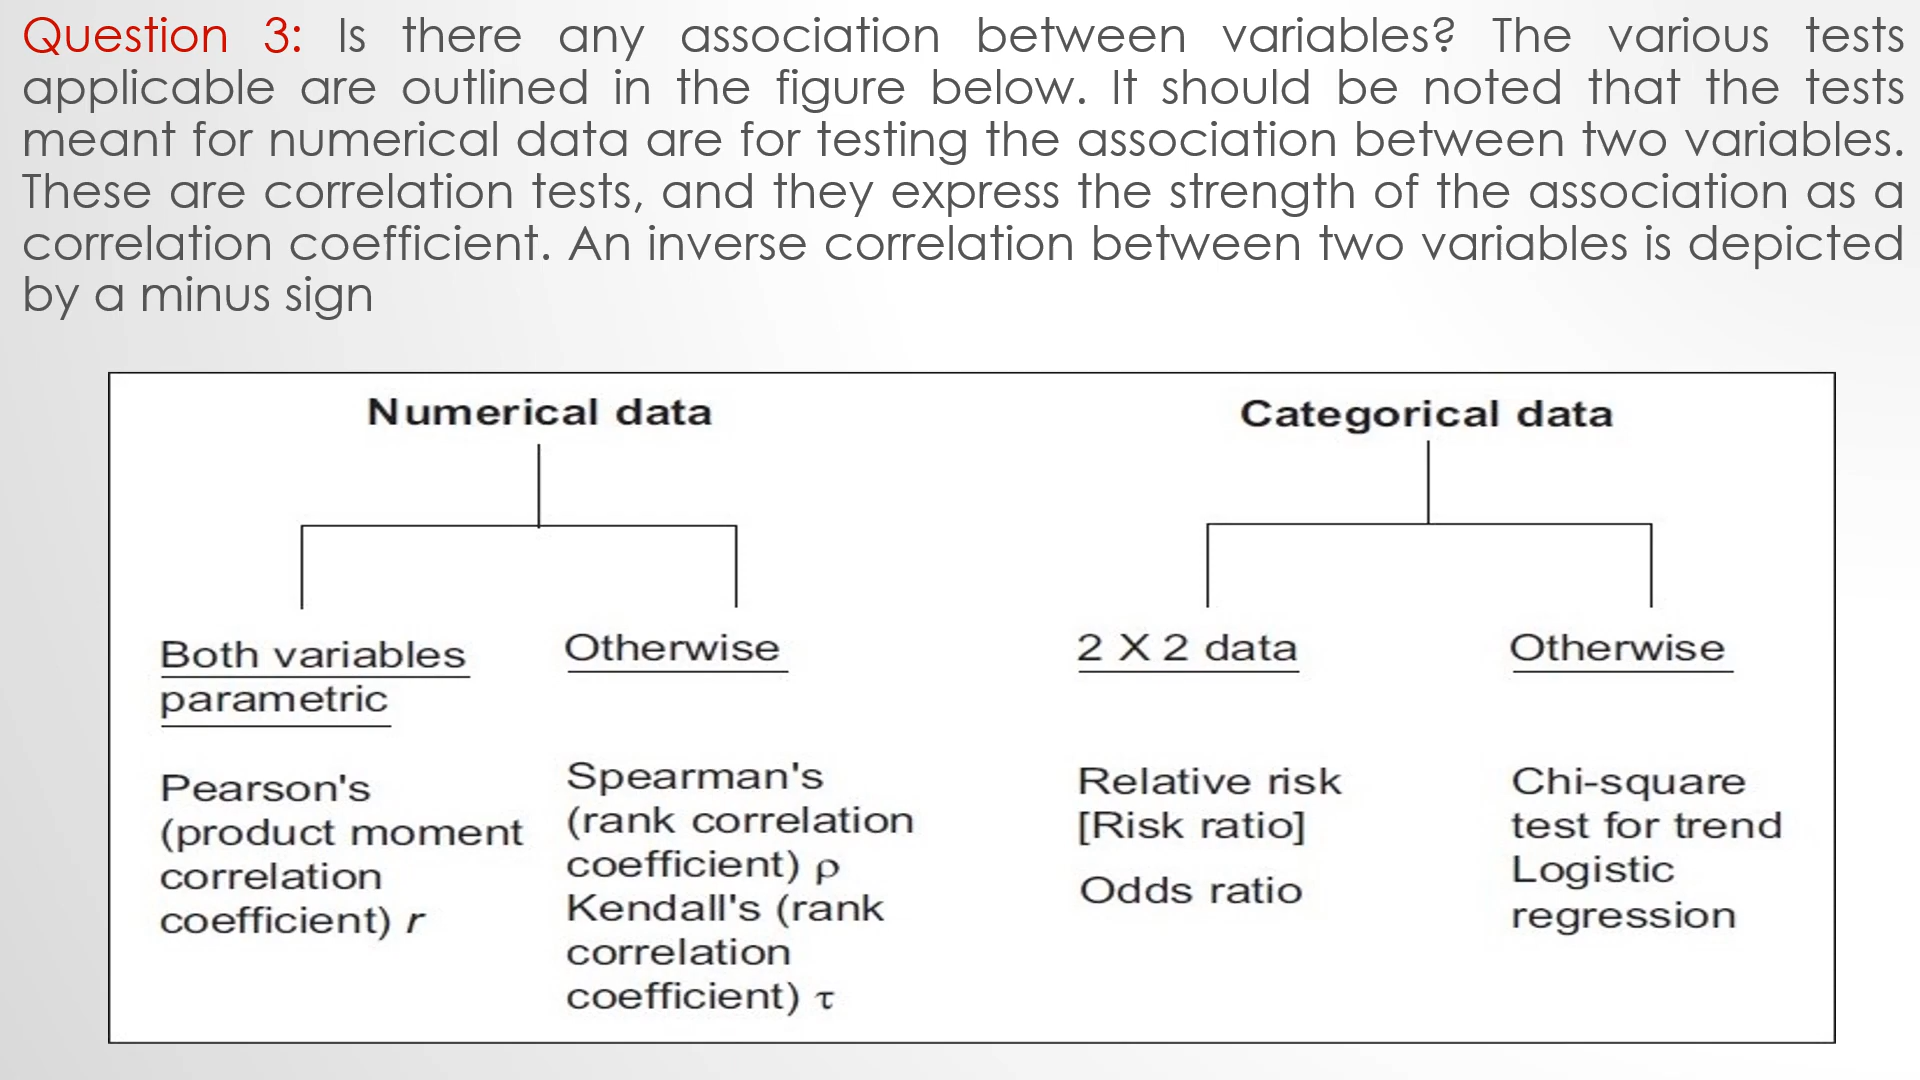 Question 3: Is there any association between variables? The various tests
applicable are outlined in the figure below. It should be noted that the tests
meant for numerical data are for testing the association between two variables.
These are correlation tests, and they express the strength of the association as a
correlation coefficient. An inverse correlation between two variables is depicted
by a minus sign
Numerical data
Both variables
parametric
Pearson's
(product moment
correlation
coefficient) r
Otherwise
Spearman's
(rank correlation
coefficient) ρ
Kendall's (rank
correlation
coefficient) τ
Categorical data
2 X 2 data
Relative risk
[Risk ratio]
Odds ratio
Otherwise
Chi-square
test for trend
Logistic
regression